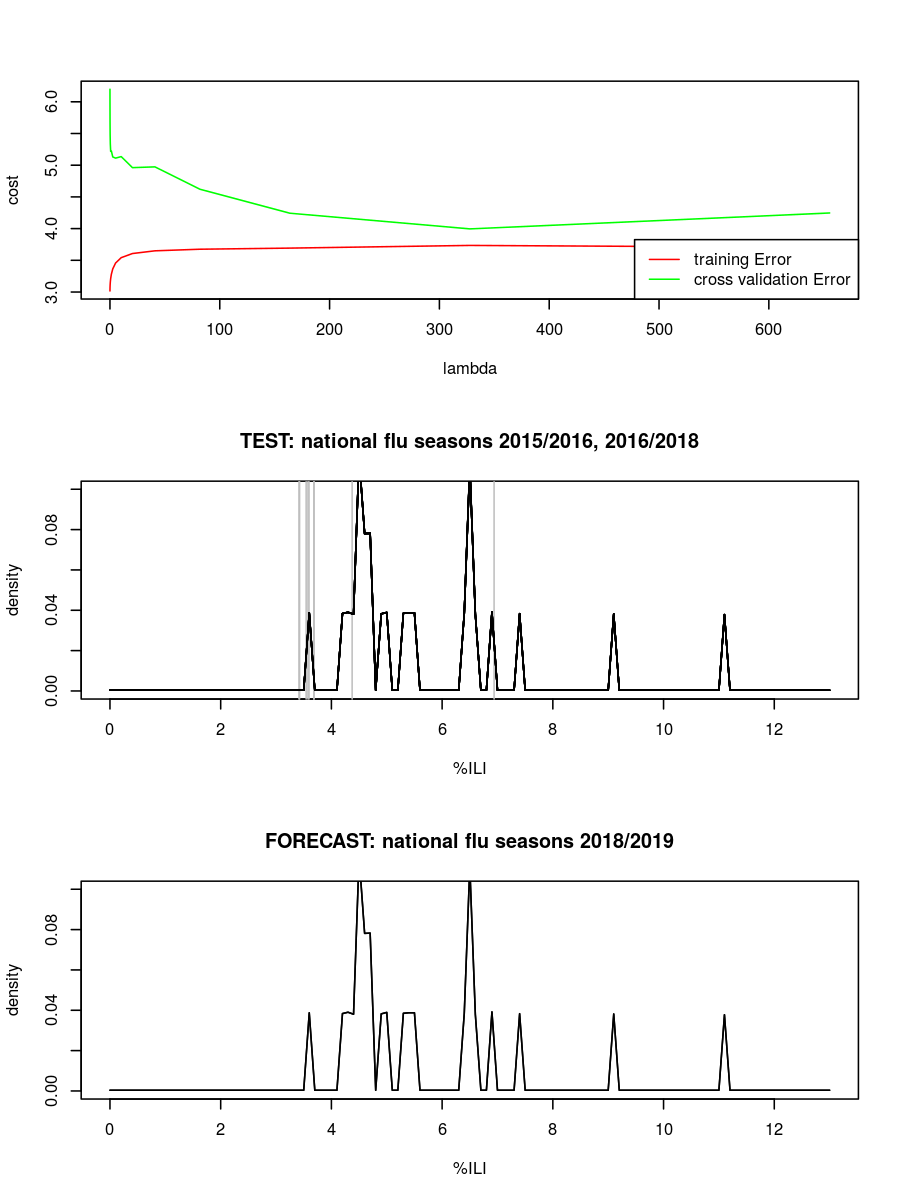 6.0
5.0
4.0
3.0
cost
training Error
cross validation Error
0 100 200 300 400 500 600
lambda
TEST: national flu seasons 2015/2016, 2016/2018
0.08
0.04
0.00
density
0 2 4 6 8 10 12
%ILI
FORECAST: national flu seasons 2018/2019
0.08
0.04
0.00
density
0 2 4 6 8 10 12
%ILI